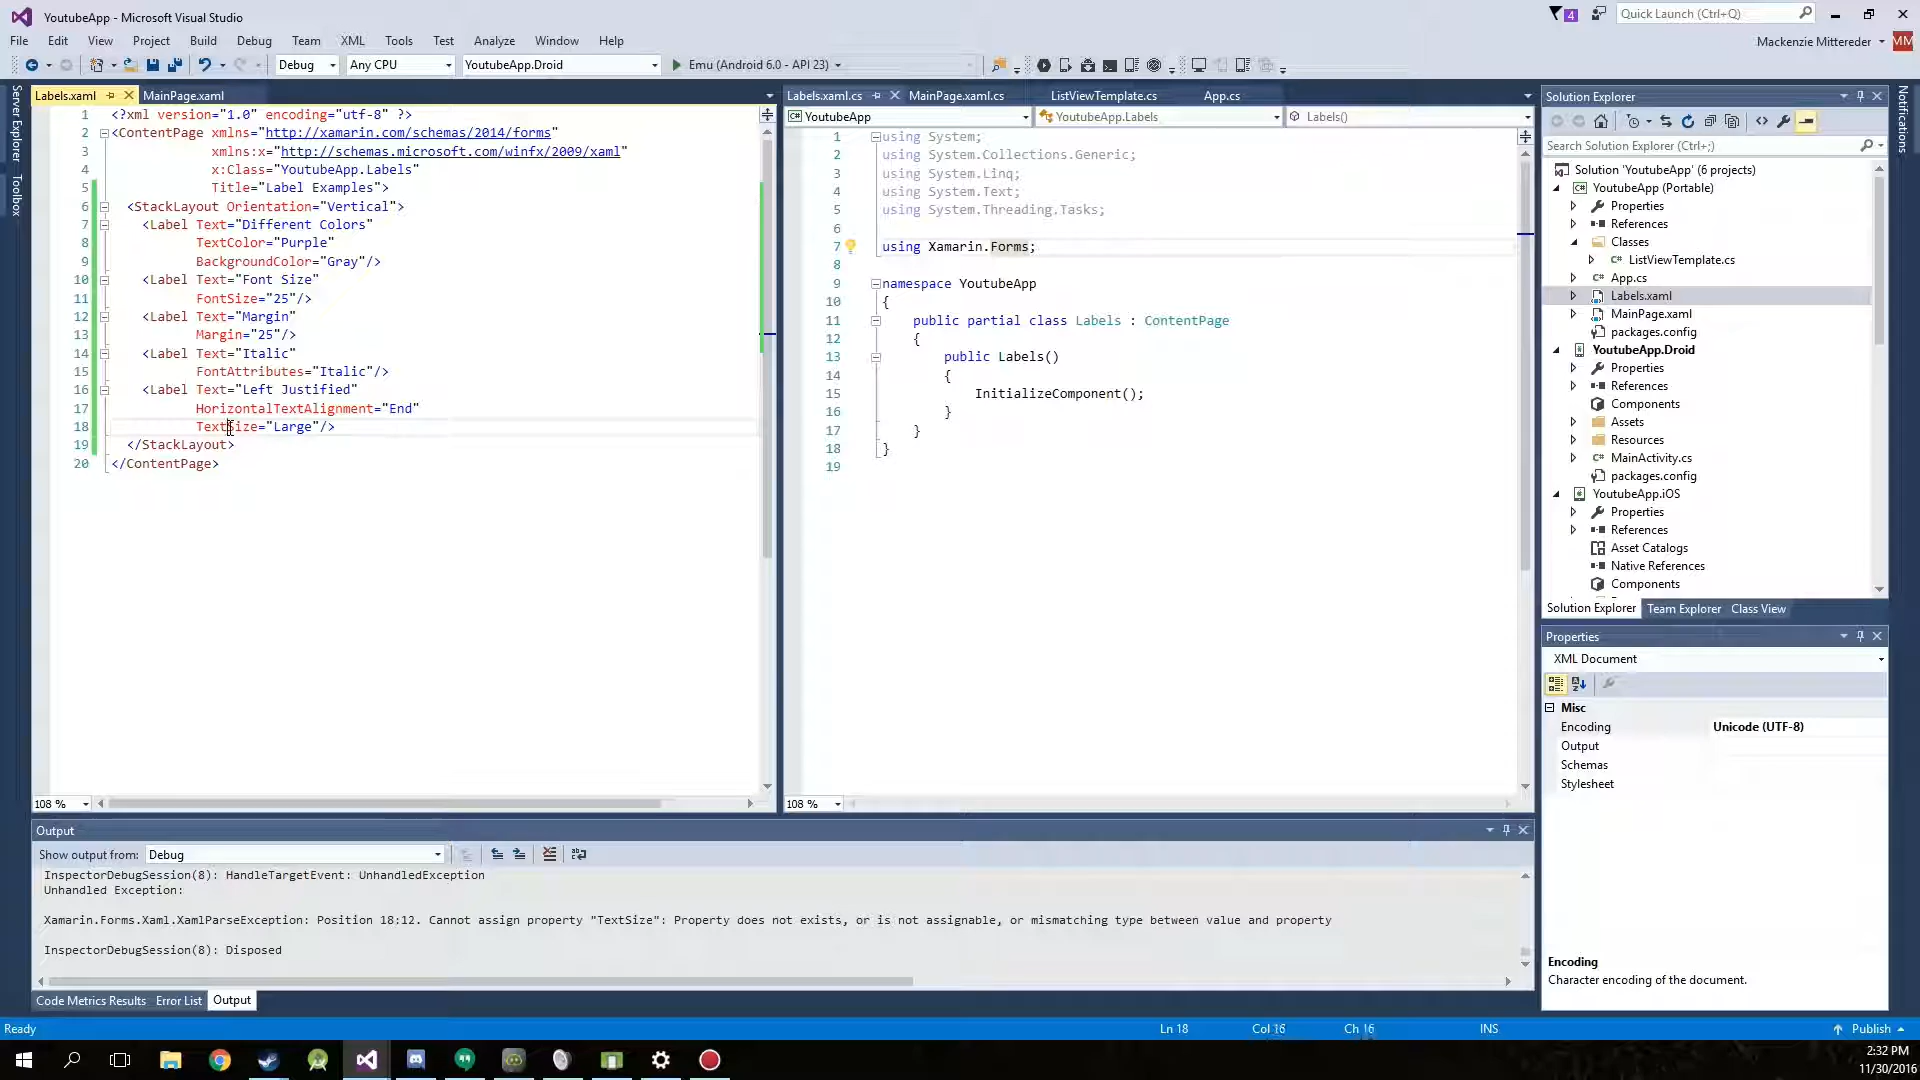 YoutubeApp - Microsoft Visual Studio
4
Quick Launch (Ctrl+Q)
File Edit View Project Build Debug Team XML Tools Test Analyze Window Help
Mackenzie Mittereder MM
Debug Any CPU YoutubeApp.Droid Emu (Android 6.0 - API 23)
Server Explorer
Toolbox
Notifications
Labels.xaml MainPage.xaml
1 <?xml version="1.0" encoding="utf-8" ?>
2 <ContentPage xmlns="http://xamarin.com/schemas/2014/forms"
3 xmlns:x="http://schemas.microsoft.com/winfx/2009/xaml"
4 x:Class="YoutubeApp.Labels"
5 Title="Label Examples">
6 <StackLayout Orientation="Vertical">
7 <Label Text="Different Colors"
8 TextColor="Purple"
9 BackgroundColor="Gray"/>
10 <Label Text="Font Size"
11 FontSize="25"/>
12 <Label Text="Margin"
13 Margin="25"/>
14 <Label Text="Italic"
15 FontAttributes="Italic"/>
16 <Label Text="Left Justified"
17 HorizontalTextAlignment="End"
18 TextSize="Large"/>
19 </StackLayout>
20 </ContentPage>
108 %
Labels.xaml.cs MainPage.xaml.cs ListViewTemplate.cs App.cs
YoutubeApp YoutubeApp.Labels Labels()
1 using System;
2 using System.Collections.Generic;
3 using System.Linq;
4 using System.Text;
5 using System.Threading.Tasks;
6
7 using Xamarin.Forms;
8
9 namespace YoutubeApp
10 {
11 public partial class Labels : ContentPage
12 {
13 public Labels()
14 {
15 InitializeComponent();
16 }
17 }
18 }
19
108 %
Solution Explorer
Search Solution Explorer (Ctrl+;)
Solution 'YoutubeApp' (6 projects)
YoutubeApp (Portable)
Properties
References
Classes
ListViewTemplate.cs
App.cs
Labels.xaml
MainPage.xaml
packages.config
YoutubeApp.Droid
Properties
References
Components
Assets
Resources
MainActivity.cs
packages.config
YoutubeApp.iOS
Properties
References
Asset Catalogs
Native References
Components
Solution Explorer Team Explorer Class View
Properties
XML Document
Misc
Encoding Unicode (UTF-8)
Output
Schemas
Stylesheet
Encoding
Character encoding of the document.
Output
Show output from: Debug
InspectorDebugSession(8): HandleTargetEvent: UnhandledException
Unhandled Exception:
Xamarin.Forms.Xaml.XamlParseException: Position 18:12. Cannot assign property "TextSize": Property does not exists, or is not assignable, or mismatching type between value and property
InspectorDebugSession(8): Disposed
Code Metrics Results Error List Output
Ready Ln 18 Col 16 Ch 16 INS Publish
2:32 PM
11/30/2016